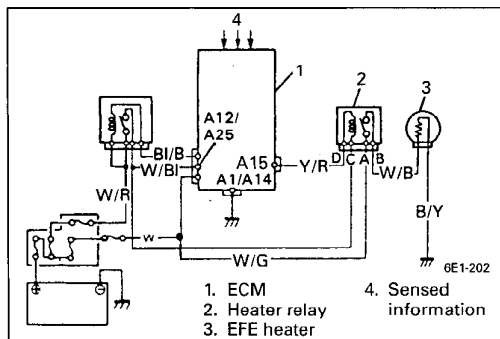 4
1
2
3
A12/
A25
Bl/B
W/Bl
A15
Y/R
D C A B
A1/A14
W/B
W/R
B/Y
W
W/G
6E1-202
1. ECM
2. Heater relay
3. EFE heater
4. Sensed
information